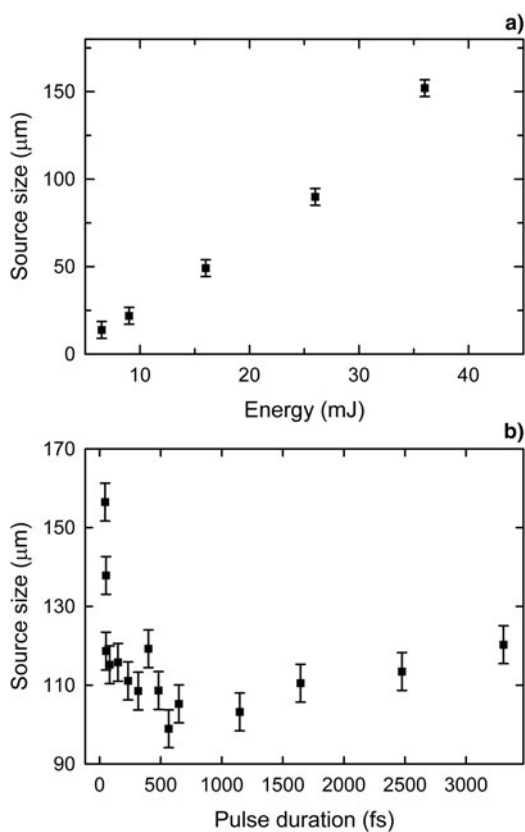 a)
150
100
50
0
Source size (μm)
10 20 30 40
Energy (mJ)
b)
170
150
130
110
90
Source size (μm)
0 500 1000 1500 2000 2500 3000
Pulse duration (fs)